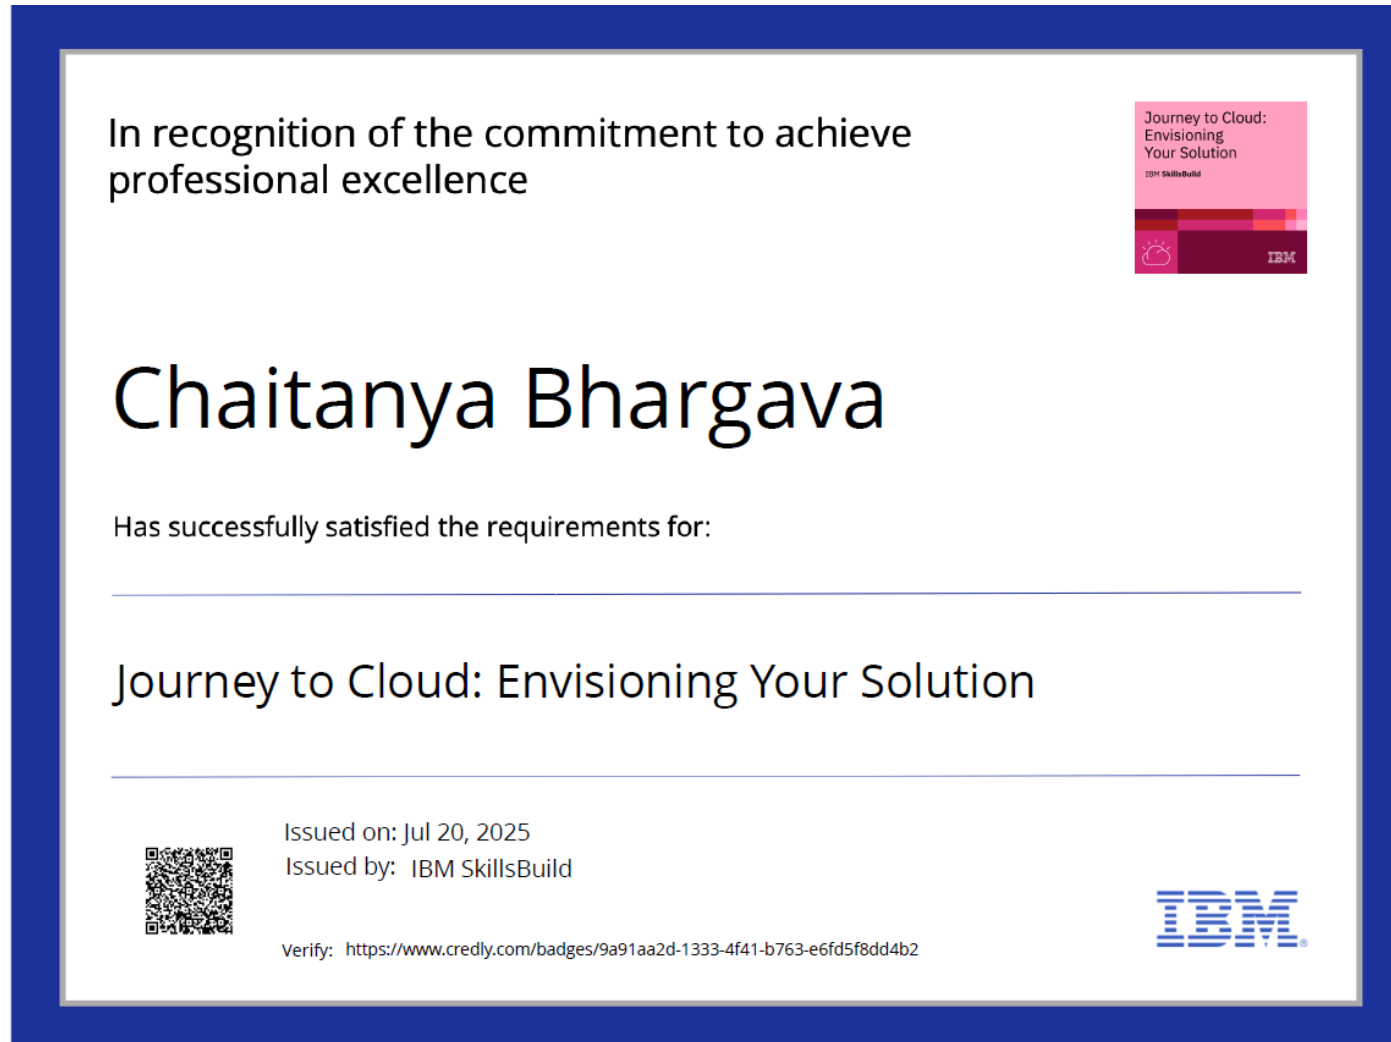 In recognition of the commitment to achieve
professional excellence
Journey to Cloud:
Envisioning
Your Solution
IBM SkillsBuild
IBM
Chaitanya Bhargava
Has successfully satisfied the requirements for:
Journey to Cloud: Envisioning Your Solution
Issued on: Jul 20, 2025
Issued by: IBM SkillsBuild
Verify: https://www.credly.com/badges/9a91aa2d-1333-4f41-b763-e6fd5f8dd4b2
IBM®